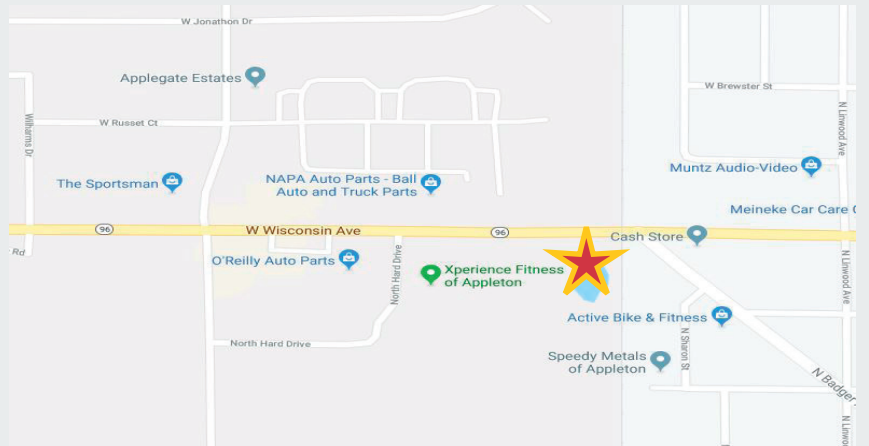 W Jonathon Dr
Applegate Estates
W Brewster St
N Linwood Ave
Wilharms Dr
W Russet Ct
The Sportsman
NAPA Auto Parts - Ball
Auto and Truck Parts
Muntz Audio-Video
Meineke Car Care
96
W Wisconsin Ave
96
Cash Store
Rd
O'Reilly Auto Parts
North Hard Drive
Xperience Fitness
of Appleton
N Linwood Ave
Active Bike & Fitness
North Hard Drive
N Sharon St
Speedy Metals
of Appleton
N Badger